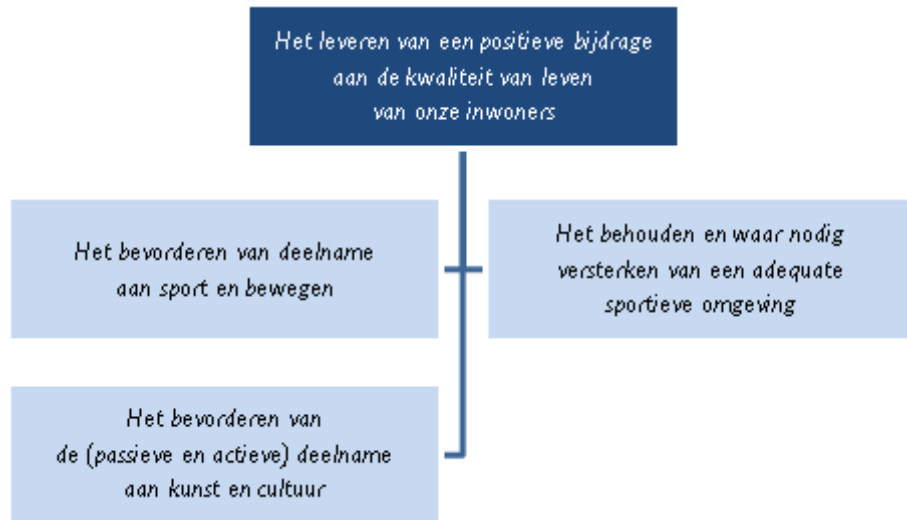 Het leveren van een positieve bijdrage
aan de kwaliteit van leven
van onze inwoners
Het bevorderen van deelname
aan sport en bewegen
Het behouden en waar nodig
versterken van een adequate
sportieve omgeving
Het bevorderen van
de (passieve en actieve) deelname
aan kunst en cultuur